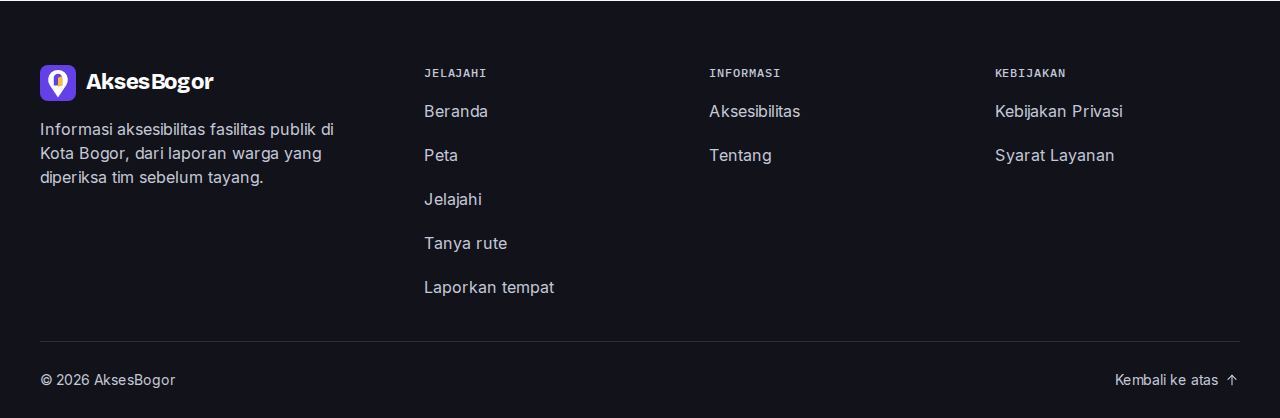 AksesBogor
Informasi aksesibilitas fasilitas publik di
Kota Bogor, dari laporan warga yang
diperiksa tim sebelum tayang.
JELAJAHI
Beranda
Peta
Jelajahi
Tanya rute
Laporkan tempat
INFORMASI
Aksesibilitas
Tentang
KEBIJAKAN
Kebijakan Privasi
Syarat Layanan
© 2026 AksesBogor
Kembali ke atas ↑